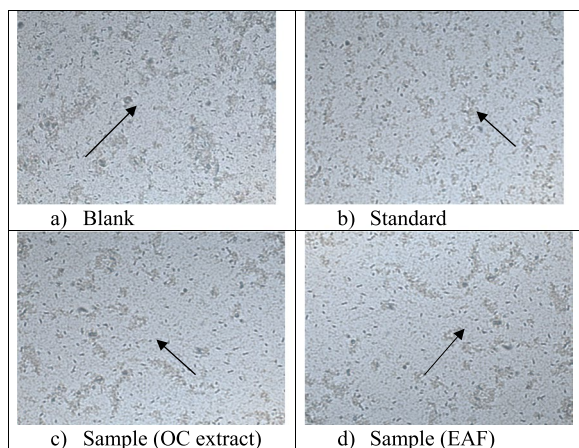 a) Blank
b) Standard
c) Sample (OC extract)
d) Sample (EAF)